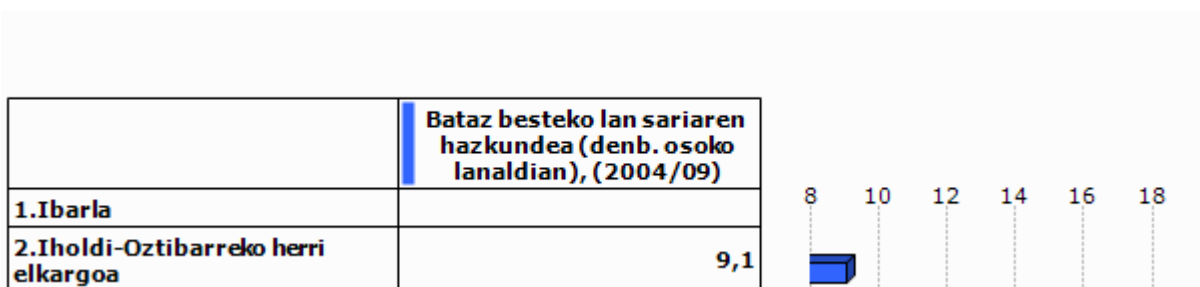 Bataz besteko lan sariaren
hazkundea (denb. osoko
lanaldian), (2004/09)
8 10 12 14 16 18
1.Ibarla
2.Iholdi-Oztibarreko herri
elkargoa
9,1